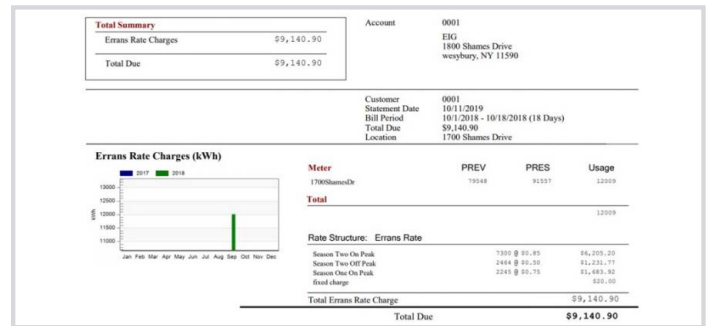 Total Summary
Errans Rate Charges $9,140.90
Total Due $9,140.90
Account 0001
EIG
1800 Shames Drive
wesybury, NY 11590
Customer 0001
Statement Date 10/11/2019
Bill Period 10/1/2018 - 10/18/2018 (18 Days)
Total Due $9,140.90
Location 1700 Shames Drive
Errans Rate Charges (kWh)
2017 2018
kWh
13000
12500
12000
11500
11000
Jan Feb Mar Apr May Jun Jul Aug Sep Oct Nov Dec
Meter PREV PRES Usage
1700ShamesDr 79548 91557 12009
Total
12009
Rate Structure: Errans Rate
Season Two On Peak 7300 @ $0.85 $6,205.20
Season Two Off Peak 2464 @ $0.50 $1,231.77
Season One On Peak 2245 @ $0.75 $1,683.92
fixed charge $20.00
Total Errans Rate Charge $9,140.90
Total Due $9,140.90